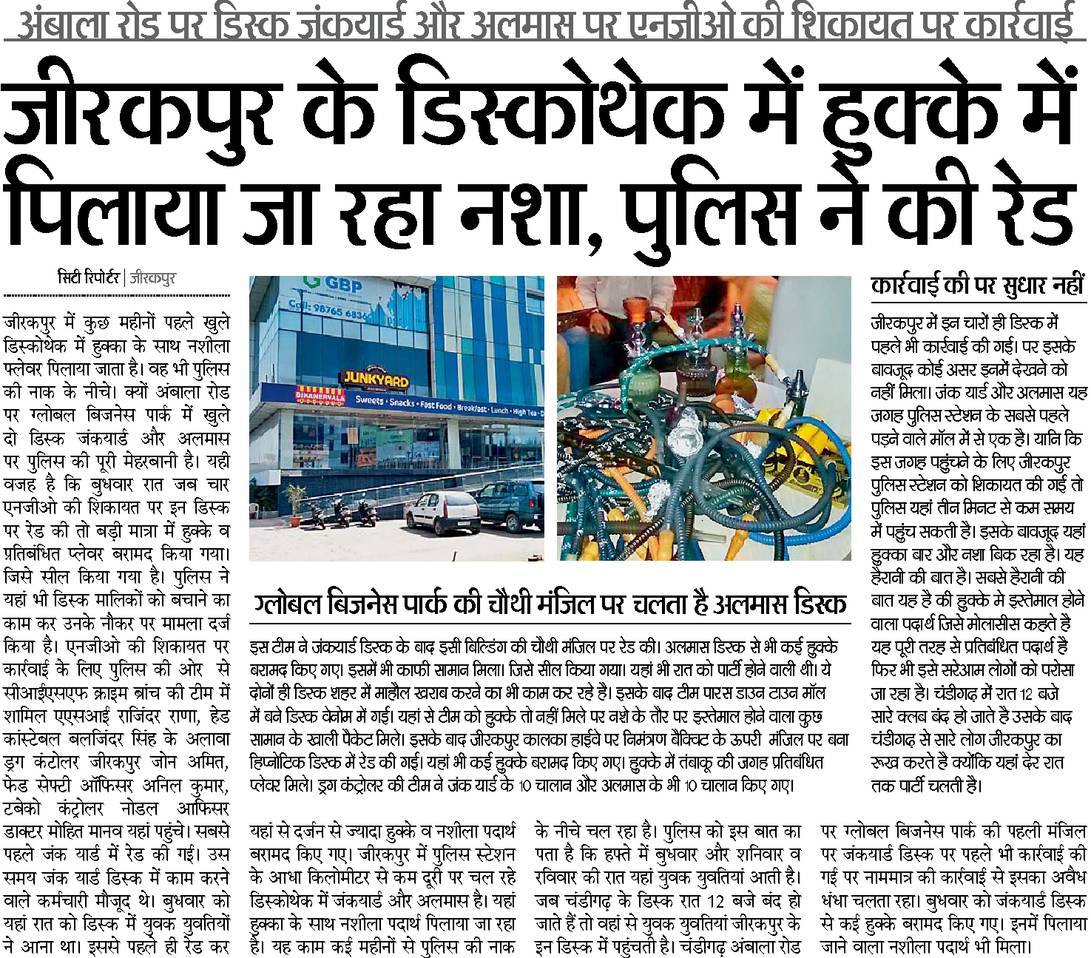 अंबाला रोड पर डिस्क जंकयार्ड और अलमास पर एनजीओ की शिकायत पर कार्रवाई
जीरकपुर के डिस्कोथेक में हुक्के में
पिलाया जा रहा नशा, पुलिस ने की रेड
सिटी रिपोर्टर | जीरकपुर
जीरकपुर में कुछ महीनों पहले खुले
डिस्कोथेक में हुक्का के साथ नशीला
फ्लेवर पिलाया जाता है। वह भी पुलिस
की नाक के नीचे। क्यों अंबाला रोड
पर ग्लोबल बिजनेस पार्क में खुले
दो डिस्क जंकयार्ड और अलमास
पर पुलिस की पूरी मेहरबानी है। यही
वजह है कि बुधवार रात जब चार
एनजीओ की शिकायत पर इन डिस्क
पर रेड की तो बड़ी मात्रा में हुक्के व
प्रतिबंधित फ्लेवर बरामद किया गया।
जिसे सील किया गया है। पुलिस ने
यहां भी डिस्क मालिकों को बचाने का
काम कर उनके नौकर पर मामला दर्ज
किया है। एनजीओ की शिकायत पर
कार्रवाई के लिए पुलिस की ओर से
सीआईएसएफ क्राइम ब्रांच की टीम में
शामिल एएसआई राजिंदर राणा, हेड
कांस्टेबल बलजिंदर सिंह के अलावा
ड्रग कंटोलर जीरकपुर जोन अमित,
फेड सेफ्टी ऑफिसर अनिल कुमार,
टबेको कंट्रोलर नोडल आफिसर
डाक्टर मोहित मानव यहां पहुंचे। सबसे
पहले जंक यार्ड में रेड की गई। उस
समय जंक यार्ड डिस्क में काम करने
वाले कर्मचारी मौजूद थे। बुधवार को
यहां रात को डिस्क में युवक युवतियों
ने आना था। इससे पहले ही रेड कर
GBP
Call: 98765 6836
JUNKYARD
BIKANERVALA
Sweets • Snacks • Fast Food • Breakfast • Lunch • High Tea • D
ग्लोबल बिजनेस पार्क की चौथी मंजिल पर चलता है अलमास डिस्क
इस टीम ने जंकयार्ड डिस्क के बाद इसी बिल्डिंग की चौथी मंजिल पर रेड की। अलमास डिस्क से भी कई हुक्के
बरामद किए गए। इसमें भी काफी सामान मिला। जिसे सील किया गया। यहां भी रात को पार्टी होने वाली थी। ये
दोनों ही डिस्क शहर में माहौल खराब करने का भी काम कर रहे है। इसके बाद टीम पारस डाउन टाउन मॉल
में बने डिस्क वेनोम में गई। यहां से टीम को हुक्के तो नहीं मिले पर नशे के तौर पर इस्तेमाल होने वाला कुछ
सामान के खाली पैकेट मिले। इसके बाद जीरकपुर कालका हाईवे पर निमंत्रण बैंक्विट के ऊपरी मंजिल पर बना
हिप्नोटिक डिस्क में रेड की गई। यहां भी कई हुक्के बरामद किए गए। हुक्के में तंबाकू की जगह प्रतिबंधित
प्लेवर मिले। ड्रग कंट्रोलर की टीम ने जंक यार्ड के 10 चालान और अलमास के भी 10 चालान किए गए।
यहां से दर्जन से ज्यादा हुक्के व नशीला पदार्थ
बरामद किए गए। जीरकपुर में पुलिस स्टेशन
के आधा किलोमीटर से कम दूरी पर चल रहे
डिस्कोथेक में जंकयार्ड और अलमास है। यहां
हुक्का के साथ नशीला पदार्थ पिलाया जा रहा
है। यह काम कई महीनों से पुलिस की नाक
के नीचे चल रहा है। पुलिस को इस बात का
पता है कि हफ्ते में बुधवार और शनिवार व
रविवार की रात यहां युवक युवतियां आती है।
जब चंडीगढ़ के डिस्क रात 12 बजे बंद हो
जाते हैं तो वहां से युवक युवतियां जीरकपुर के
इन डिस्क में पहुंचती है। चंडीगढ़ अंबाला रोड
पर ग्लोबल बिजनेस पार्क की पहली मंजिल
पर जंकयार्ड डिस्क पर पहले भी कार्रवाई की
गई पर नाममात्र की कार्रवाई से इसका अवैध
धंधा चलता रहा। बुधवार को जंकयार्ड डिस्क
से कई हुक्के बरामद किए गए। इनमें पिलाया
जाने वाला नशीला पदार्थ भी मिला।
कार्रवाई की पर सुधार नहीं
जीरकपुर में इन चारों ही डिस्क में
पहले भी कार्रवाई की गई। पर इसके
बावजूद कोई असर इनमें देखने को
नहीं मिला। जंक यार्ड और अलमास यह
जगह पुलिस स्टेशन के सबसे पहले
पड़ने वाले मॉल में से एक है। यानि कि
इस जगह पहुंचने के लिए जीरकपुर
पुलिस स्टेशन को शिकायत की गई तो
पुलिस यहां तीन मिनट से कम समय
में पहुंच सकती है। इसके बावजूद यहां
हुक्का बार और नशा बिक रहा है। यह
हैरानी की बात है। सबसे हैरानी की
बात यह है की हुक्के मे इस्तेमाल होने
वाला पदार्थ जिसे मोलासीस कहते है
यह पूरी तरह से प्रतिबंधित पदार्थ है
फिर भी इसे सरेआम लोगों को परोसा
जा रहा है। चंडीगढ़ में रात 12 बजे
सारे क्लब बंद हो जाते है उसके बाद
चंडीगढ़ से सारे लोग जीरकपुर का
रूख करते है क्योंकि यहां देर रात
तक पार्टी चलती है।